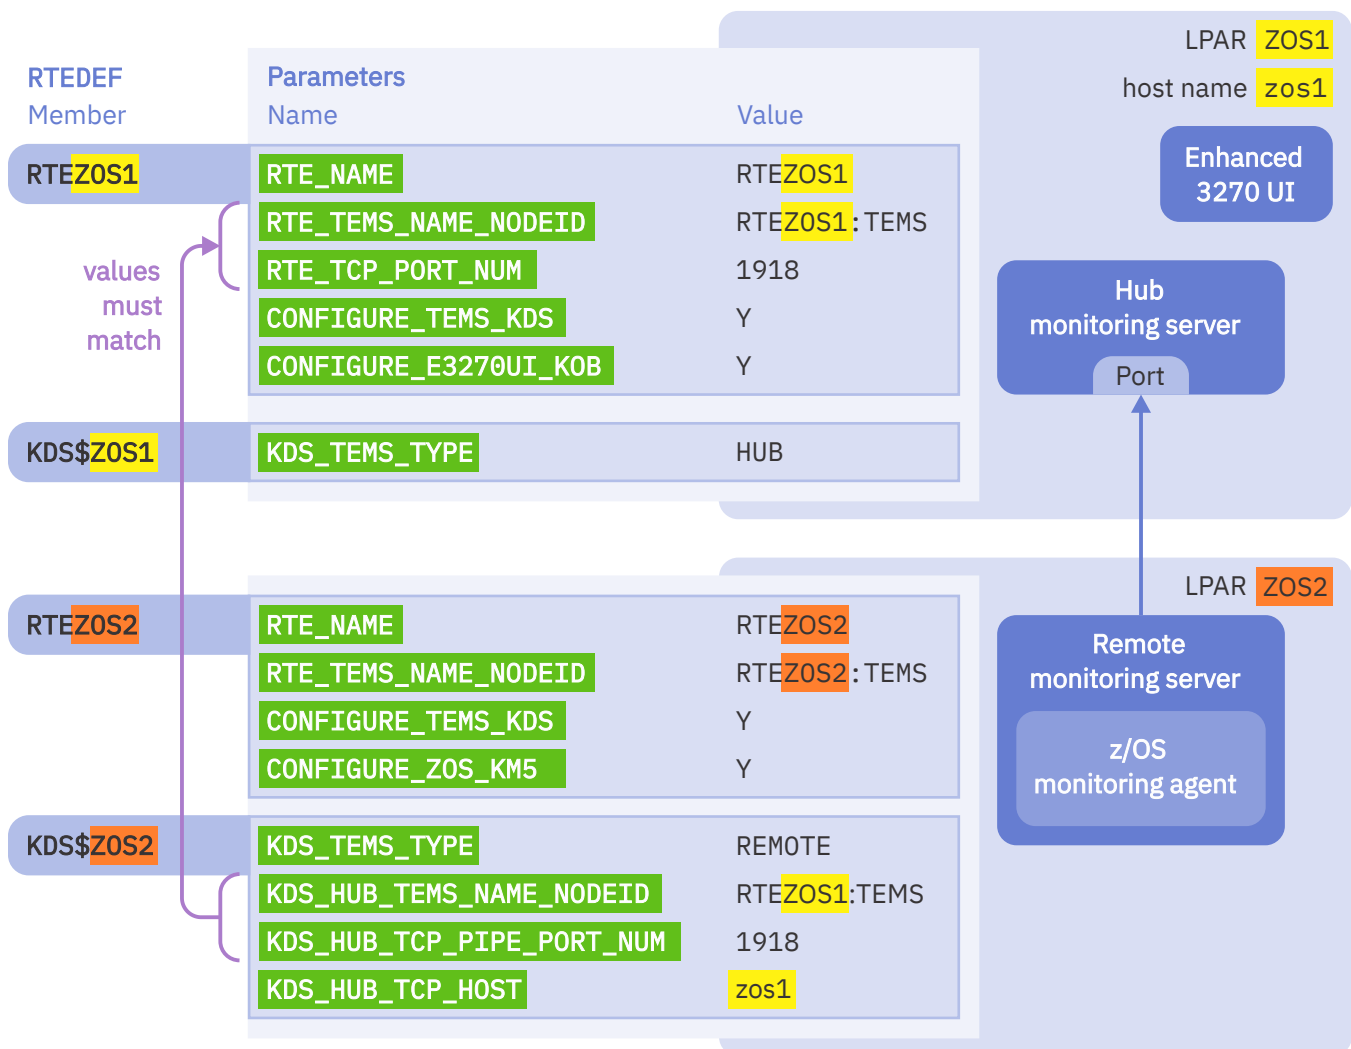 LPAR ZOS1
host name zos1
RTEDEF
Member
Parameters
Name Value
RTEZOS1
RTE_NAME RTEZOS1
RTE_TEMS_NAME_NODEID RTEZOS1:TEMS
RTE_TCP_PORT_NUM 1918
CONFIGURE_TEMS_KDS Y
CONFIGURE_E3270UI_KOB Y
values
must
match
KDS$ZOS1
KDS_TEMS_TYPE HUB
Enhanced
3270 UI
Hub
monitoring server
Port
LPAR ZOS2
RTEZOS2
RTE_NAME RTEZOS2
RTE_TEMS_NAME_NODEID RTEZOS2:TEMS
CONFIGURE_TEMS_KDS Y
CONFIGURE_ZOS_KM5 Y
KDS$ZOS2
KDS_TEMS_TYPE REMOTE
KDS_HUB_TEMS_NAME_NODEID RTEZOS1:TEMS
KDS_HUB_TCP_PIPE_PORT_NUM 1918
KDS_HUB_TCP_HOST zos1
Remote
monitoring server
z/OS
monitoring agent